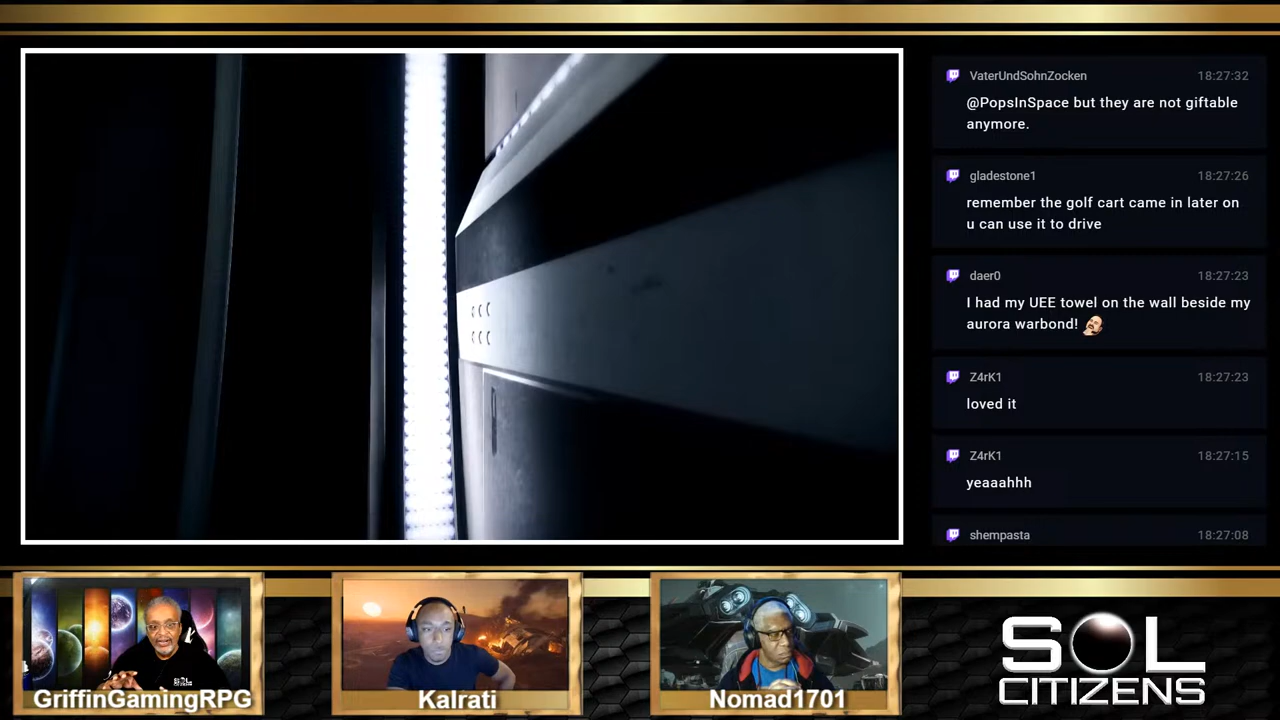 VaterUndSohnZocken 18:27:32
@PopsInSpace but they are not giftable
anymore.
gladestone1 18:27:26
remember the golf cart came in later on
u can use it to drive
daer0 18:27:23
I had my UEE towel on the wall beside my
aurora warbond!
Z4rK1 18:27:23
loved it
Z4rK1 18:27:15
yeaaahhh
shempasta 18:27:08
GriffinGamingRPG
Kalrati
Nomad1701
SOL
CITIZENS